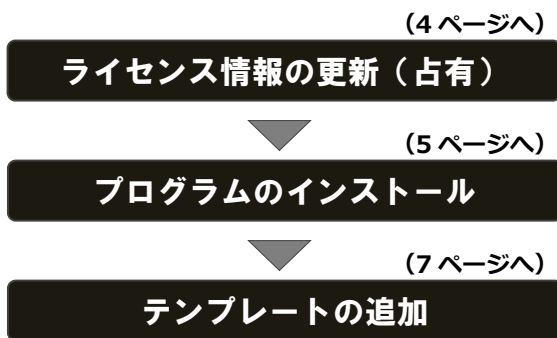 (4 ページへ)
ライセンス情報の更新（占有）
(5 ページへ)
プログラムのインストール
(7 ページへ)
テンプレートの追加